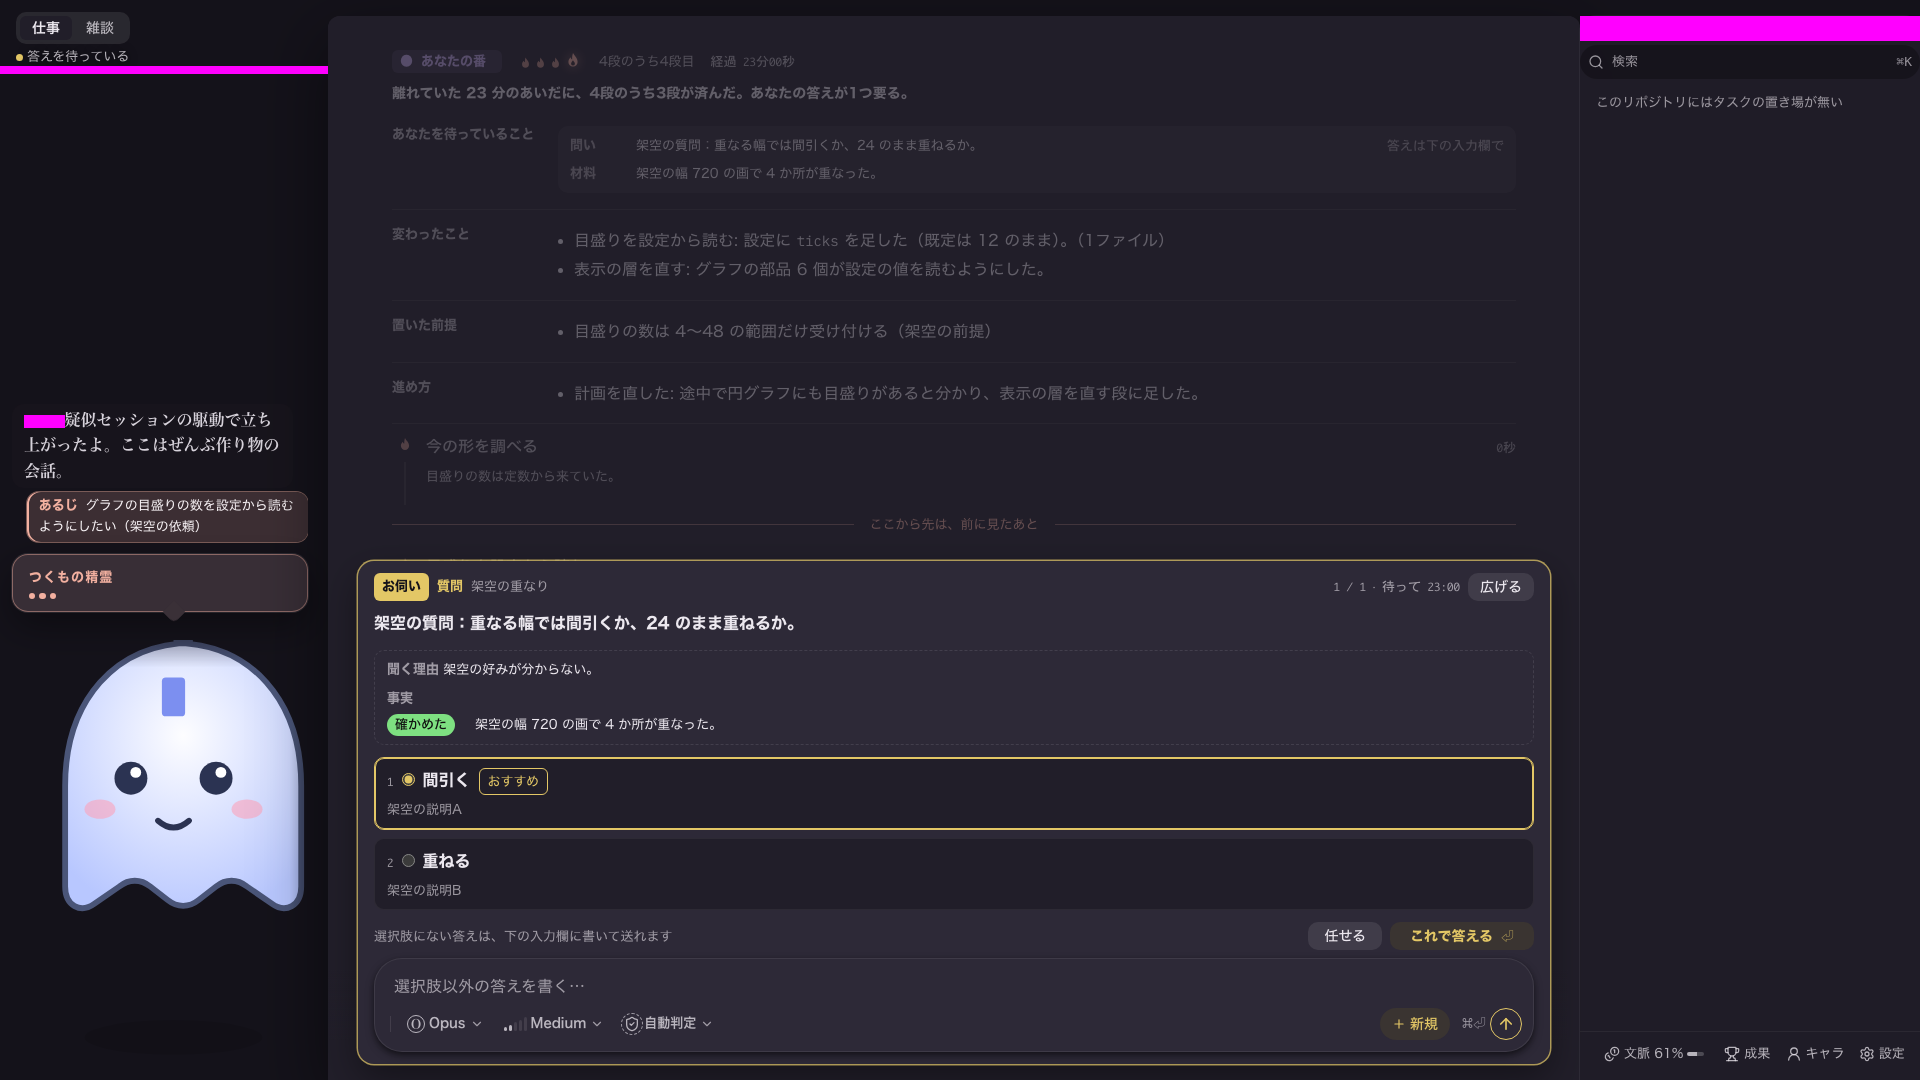 仕事 雑談
答えを待っている
疑似セッションの駆動で立ち
上がったよ。ここはぜんぶ作り物の
会話。
あるじ グラフの目盛りの数を設定から読む
ようにしたい（架空の依頼）
つくもの精霊
あなたの番 4段のうち4段目 経過 23分00秒
離れていた 23 分のあいだに、4段のうち3段が済んだ。あなたの答えが1つ要る。
あなたを待っていること
問い 架空の質問：重なる幅では間引くか、24 のまま重ねるか。 答えは下の入力欄で
材料 架空の幅 720 の画で 4 か所が重なった。
変わったこと
目盛りを設定から読む: 設定に ticks を足した（既定は 12 のまま）。（1ファイル）
表示の層を直す: グラフの部品 6 個が設定の値を読むようにした。
置いた前提
目盛りの数は 4〜48 の範囲だけ受け付ける（架空の前提）
進め方
計画を直した: 途中で円グラフにも目盛りがあると分かり、表示の層を直す段に足した。
今の形を調べる 0秒
目盛りの数は定数から来ていた。
ここから先は、前に見たあと
お伺い 質問 架空の重なり 1 / 1 · 待って 23:00 広げる
架空の質問：重なる幅では間引くか、24 のまま重ねるか。
聞く理由 架空の好みが分からない。
事実
確かめた 架空の幅 720 の画で 4 か所が重なった。
1 間引く おすすめ
架空の説明A
2 重ねる
架空の説明B
選択肢にない答えは、下の入力欄に書いて送れます 任せる これで答える ⏎
選択肢以外の答えを書く…
Opus Medium 自動判定 + 新規 ⌘⏎
検索 ⌘K
このリポジトリにはタスクの置き場が無い
文脈 61% 成果 キャラ 設定